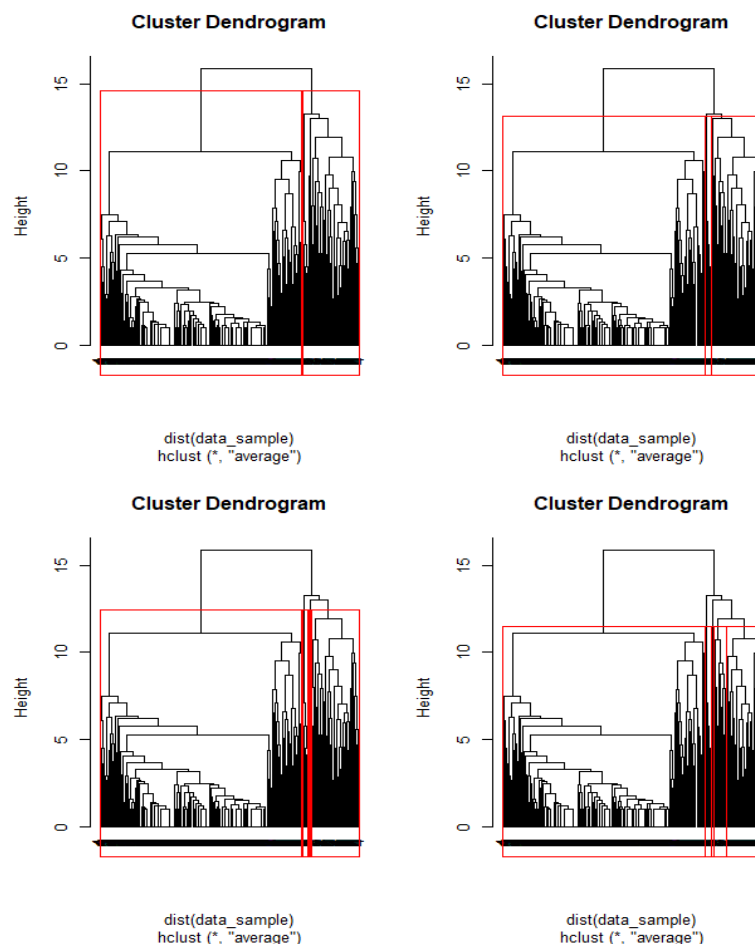 Cluster Dendrogram
Height
15
10
5
0
dist(data_sample)
hclust (*, "average")
Cluster Dendrogram
Height
15
10
5
0
dist(data_sample)
hclust (*, "average")
Cluster Dendrogram
Height
15
10
5
0
dist(data_sample)
hclust (*, "average")
Cluster Dendrogram
Height
15
10
5
0
dist(data_sample)
hclust (*, "average")